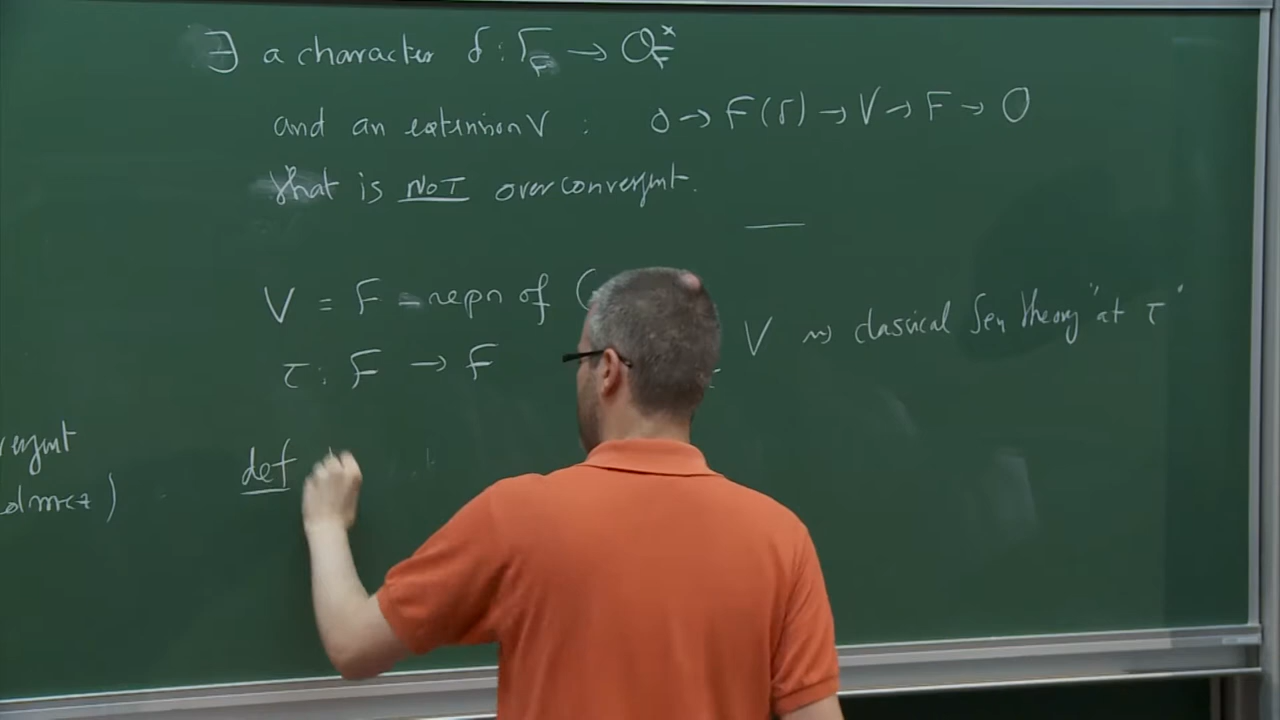 ∃ a character δ : Γ_F → O_F^×
and an extension V : 0 → F(δ) → V → F → 0
that is NOT overconvergent.
V = F - repn of ( V ⇝ classical Sen theory "at τ"
τ : F → F
def